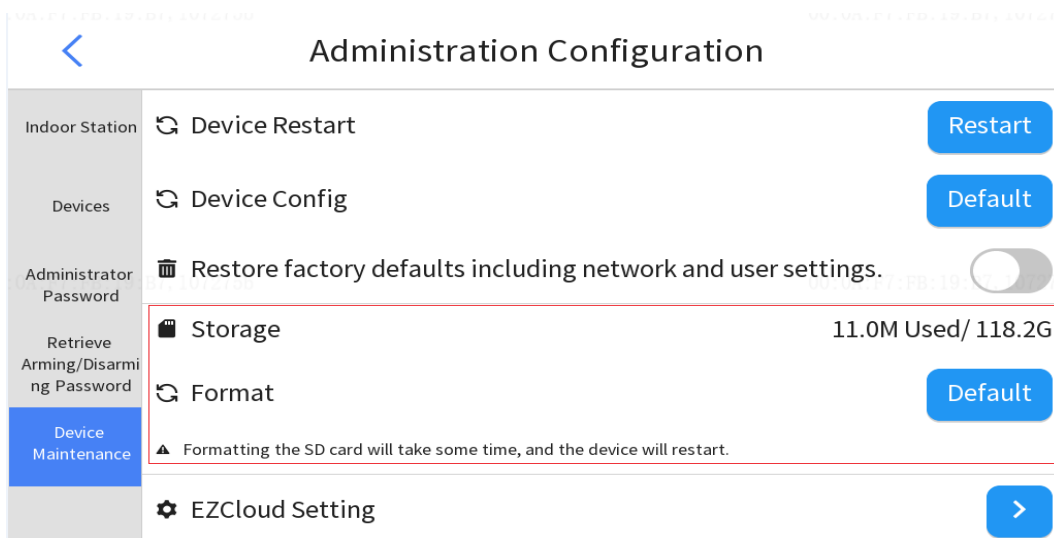 Administration Configuration
Indoor Station
Devices
Administrator
Password
Retrieve
Arming/Disarmi
ng Password
Device
Maintenance
Device Restart
Restart
Device Config
Default
Restore factory defaults including network and user settings.
Storage
11.0M Used/ 118.2G
Format
Default
Formatting the SD card will take some time, and the device will restart.
EZCloud Setting